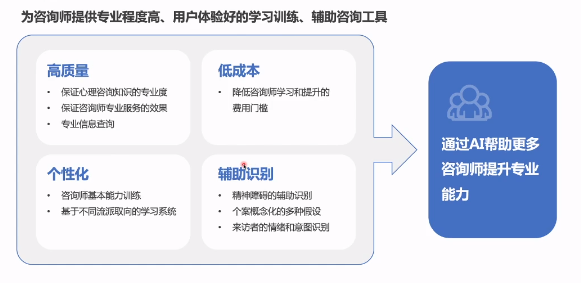 为咨询师提供专业程度高、用户体验好的学习训练、辅助咨询工具
高质量
• 保证心理咨询知识的专业度
• 保证咨询师专业服务的效果
• 专业信息查询
低成本
• 降低咨询师学习和提升的
费用门槛
个性化
• 咨询师基本能力训练
• 基于不同流派取向的学习系统
辅助识别
• 精神障碍的辅助识别
• 个案概念化的多种假设
• 来访者的情绪和意图识别
通过AI帮助更多
咨询师提升专业
能力